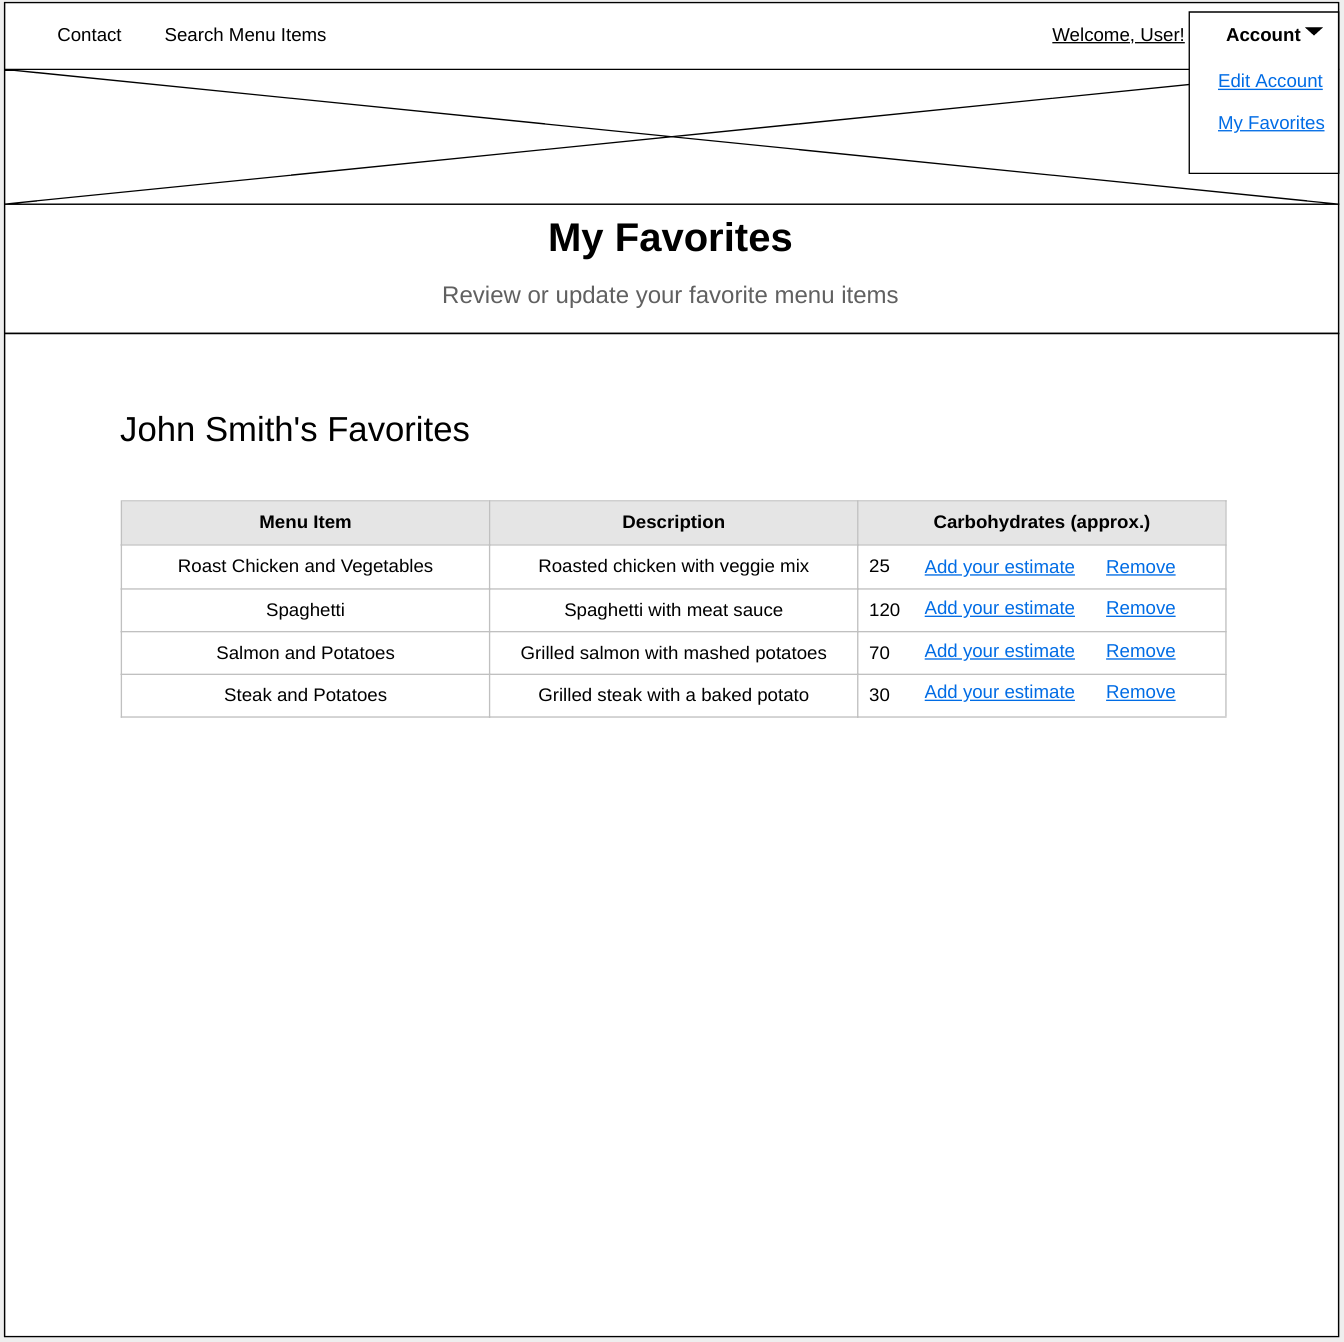 Contact Search Menu Items Welcome, User! Account
Edit Account
My Favorites
My Favorites
Review or update your favorite menu items
John Smith's Favorites
Menu Item Description Carbohydrates (approx.)
Roast Chicken and Vegetables Roasted chicken with veggie mix 25 Add your estimate Remove
Spaghetti Spaghetti with meat sauce 120 Add your estimate Remove
Salmon and Potatoes Grilled salmon with mashed potatoes 70 Add your estimate Remove
Steak and Potatoes Grilled steak with a baked potato 30 Add your estimate Remove